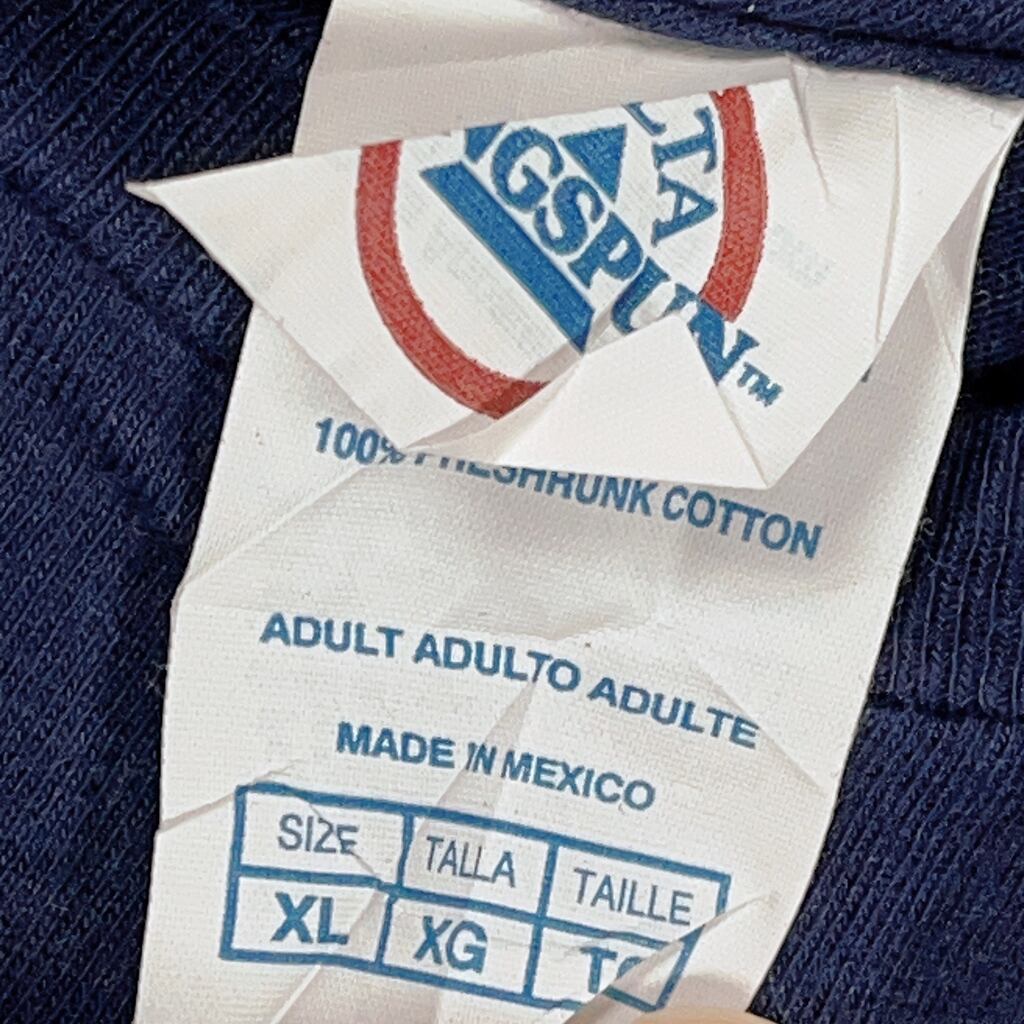 LTA
GSPUN™
100% PRESHRUNK COTTON
ADULT ADULTO ADULTE
MADE IN MEXICO
SIZE TALLA TAILLE
XL XG